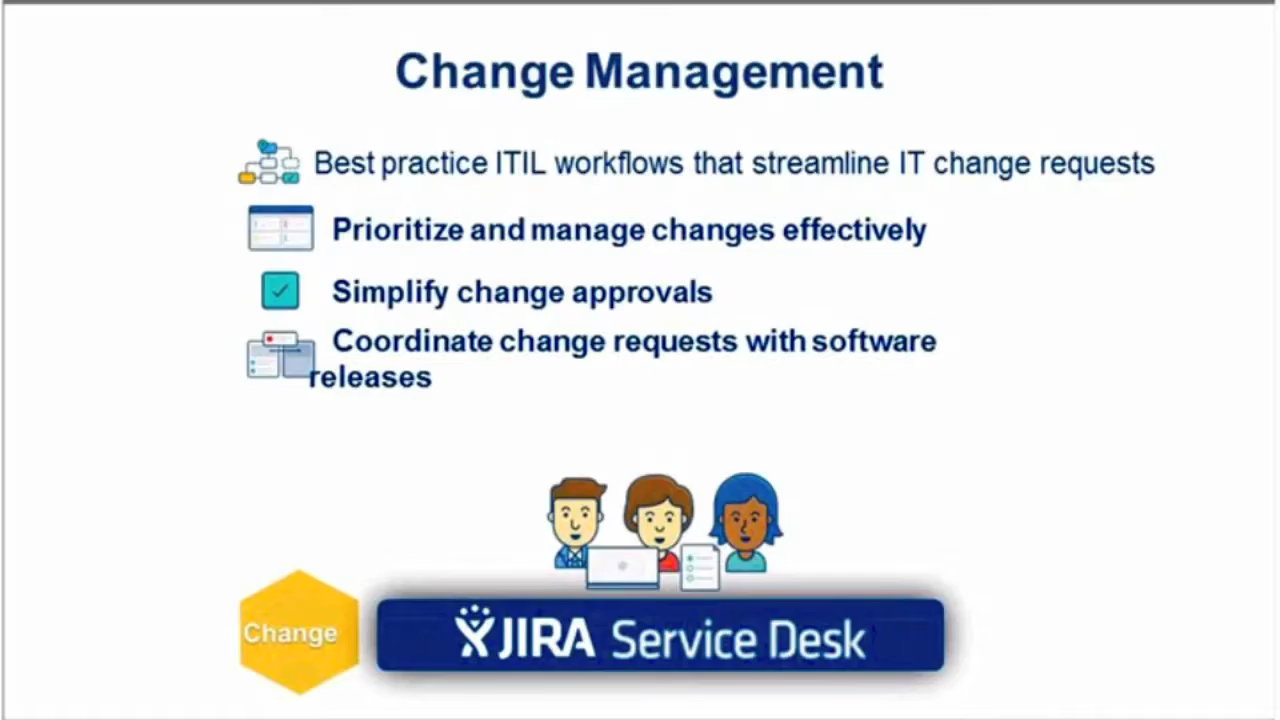 Change Management
Best practice ITIL workflows that streamline IT change requests
Prioritize and manage changes effectively
Simplify change approvals
Coordinate change requests with software
releases
Change
JIRA Service Desk